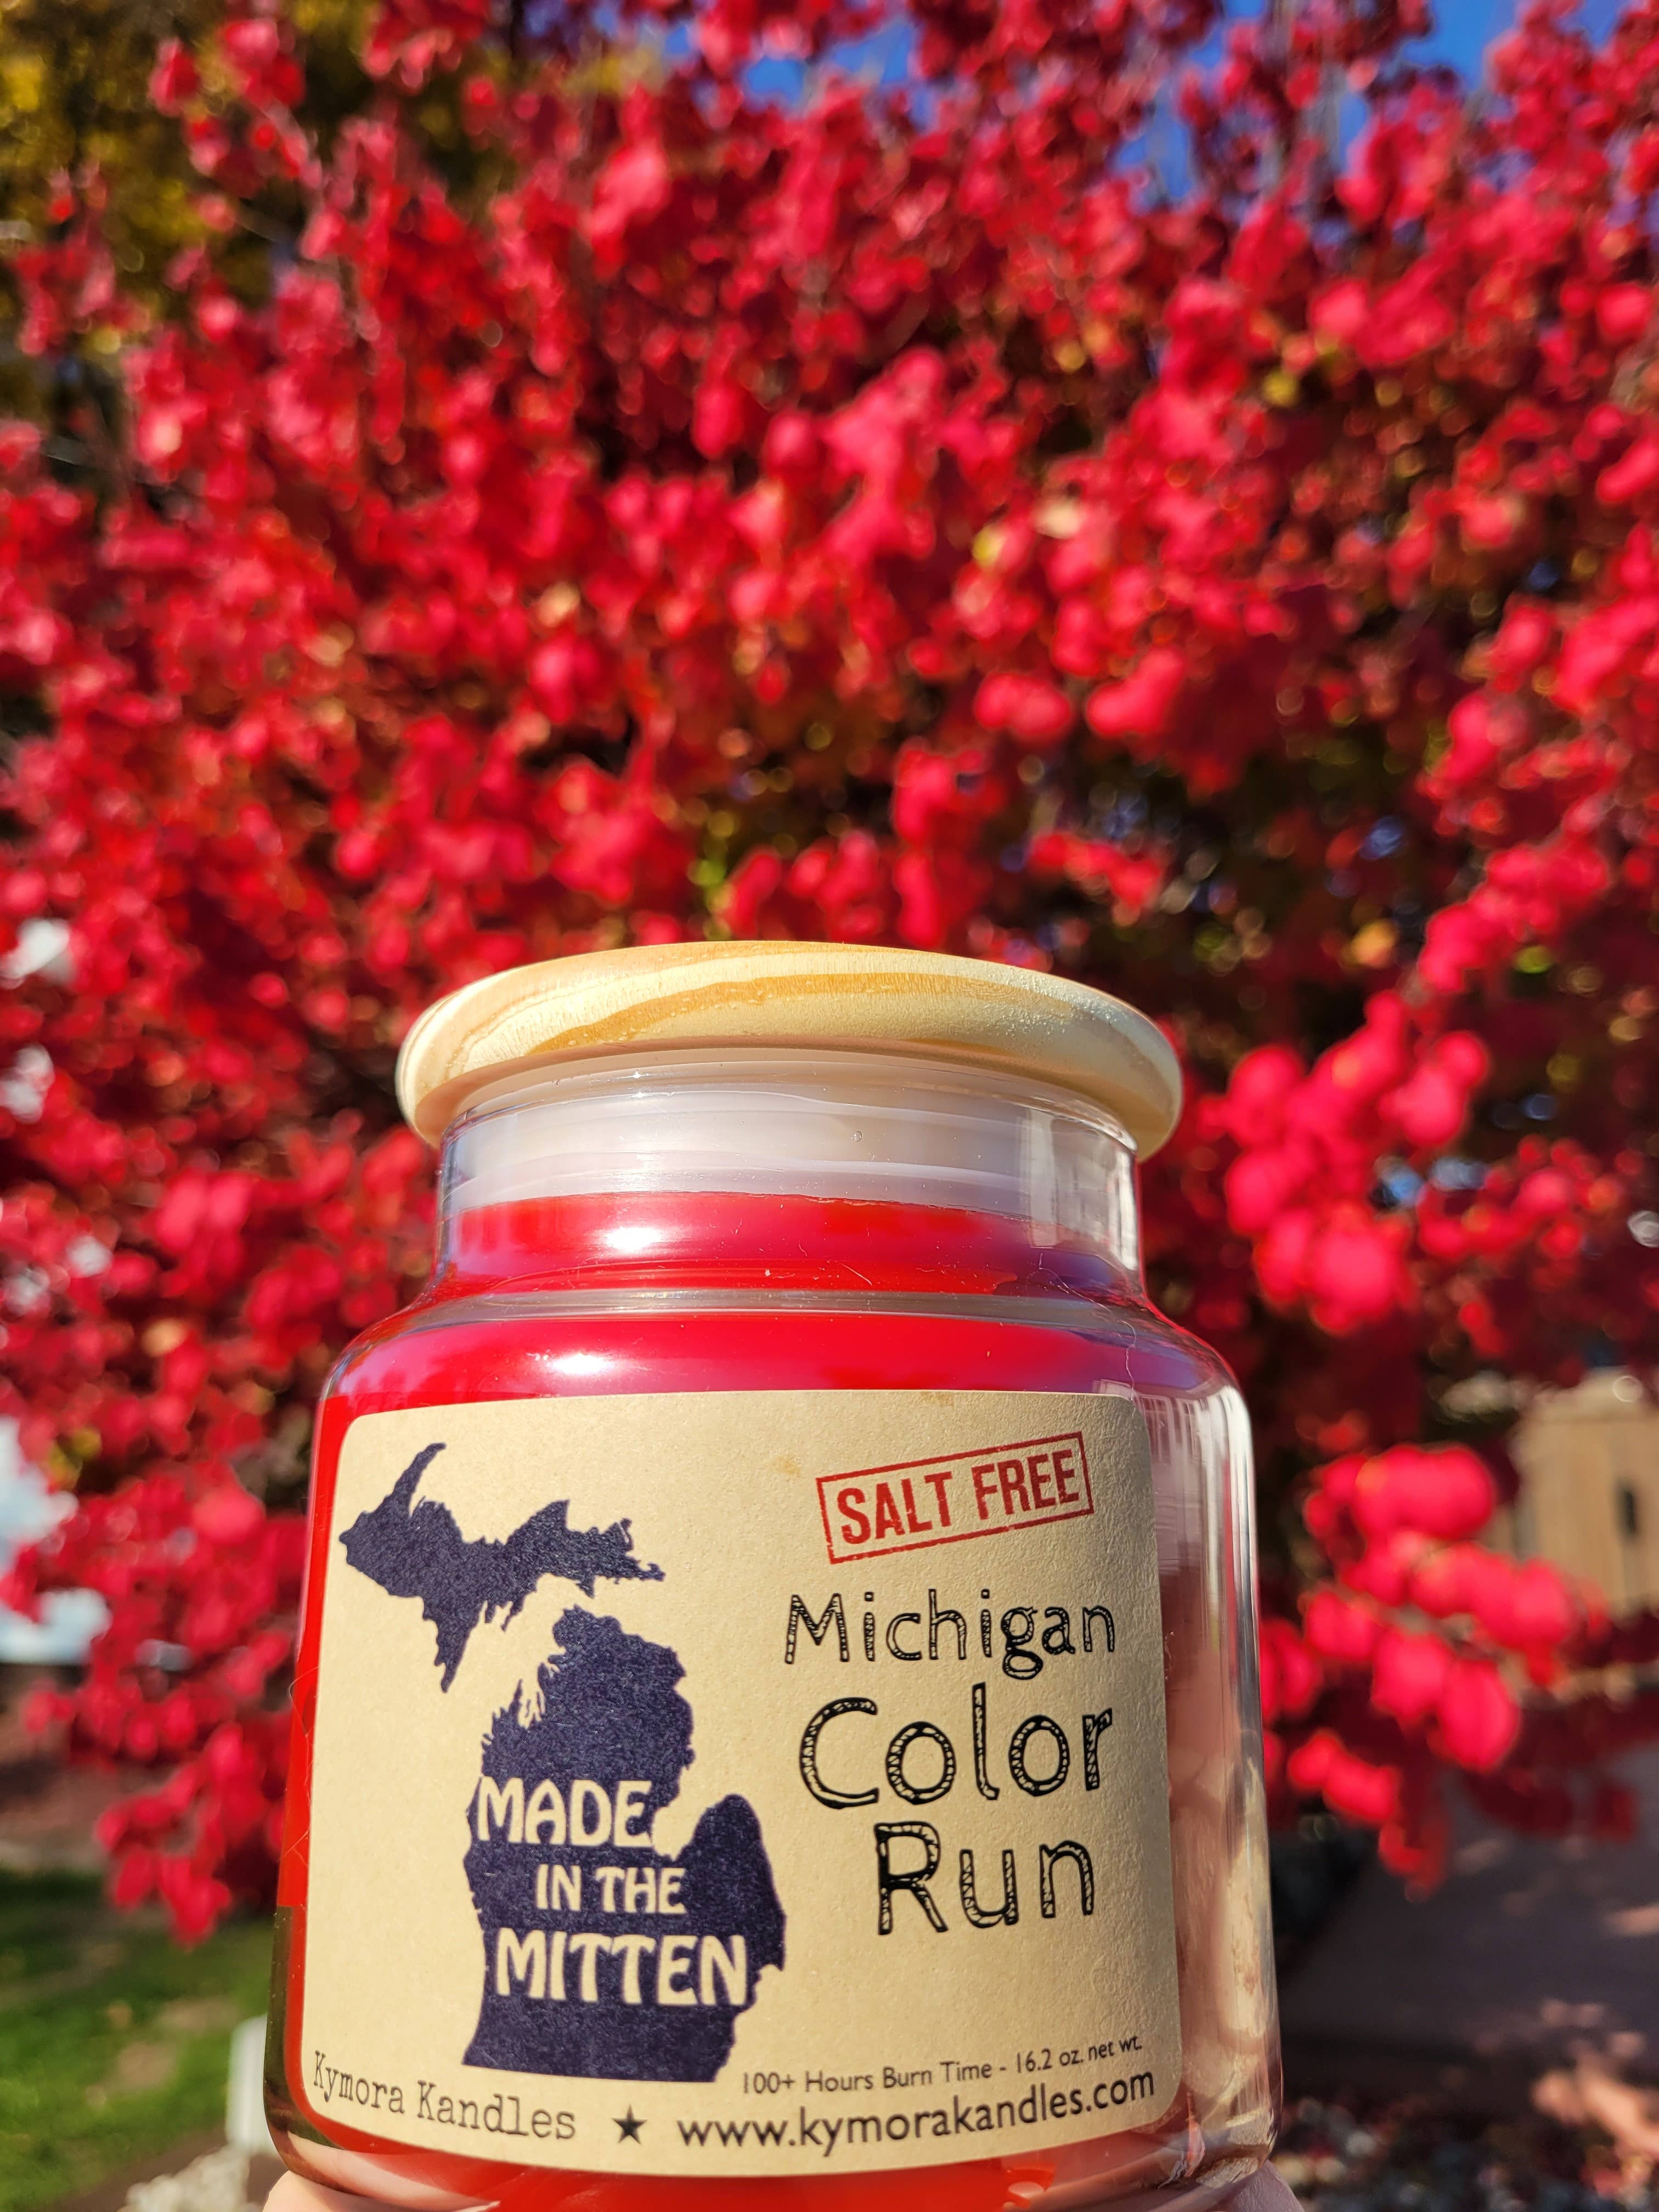 SALT FREE
Michigan
Color
Run
MADE
IN THE
MITTEN
100+ Hours Burn Time - 16.2 oz. net wt.
Kymora Kandles ★ www.kymorakandles.com